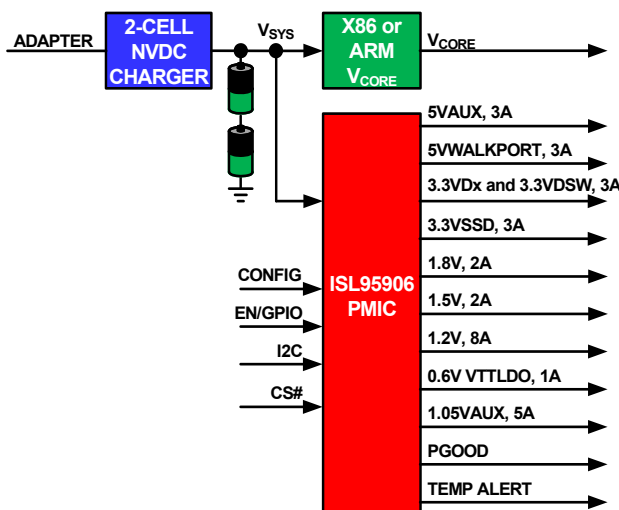 ADAPTER
2-CELL
NVDC
CHARGER
VSYS
X86 or
ARM
VCORE
VCORE
5VAUX, 3A
5VWALKPORT, 3A
3.3VDx and 3.3VDSW, 3A
3.3VSSD, 3A
1.8V, 2A
1.5V, 2A
1.2V, 8A
0.6V VTTLDO, 1A
1.05VAUX, 5A
PGOOD
TEMP ALERT
CONFIG
EN/GPIO
I2C
CS#
ISL95906
PMIC